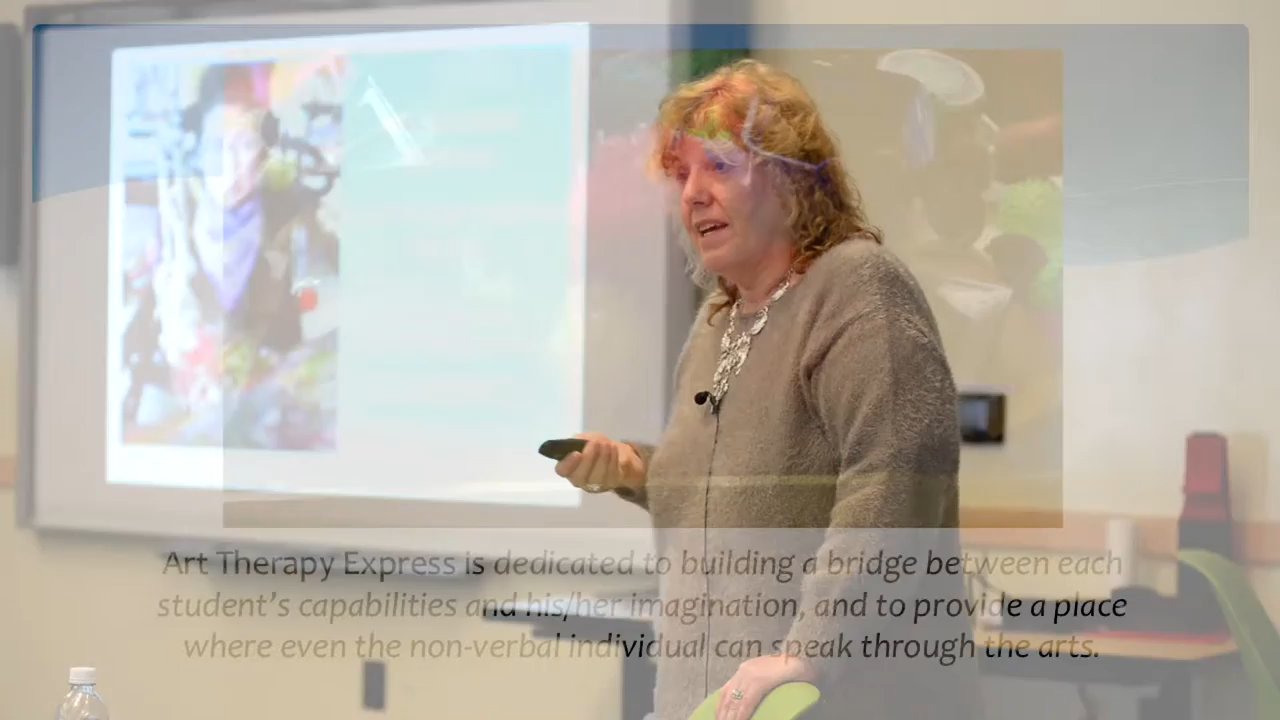 Art Therapy Express is dedicated to building a bridge between each
student's capabilities and his/her imagination, and to provide a place
where even the non-verbal individual can speak through the arts.